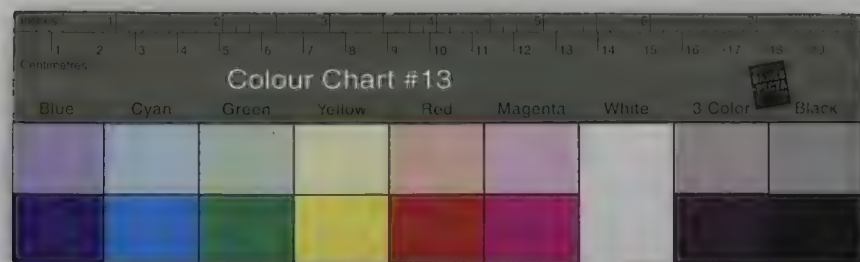 Inches 1 2 3 4 5 6 7 8
1 2 3 4 5 6 7 8 9 10 11 12 13 14 15 16 17 18 19 20
Centimetres
Colour Chart #13
Blue Cyan Green Yellow Red Magenta White 3 Color Black